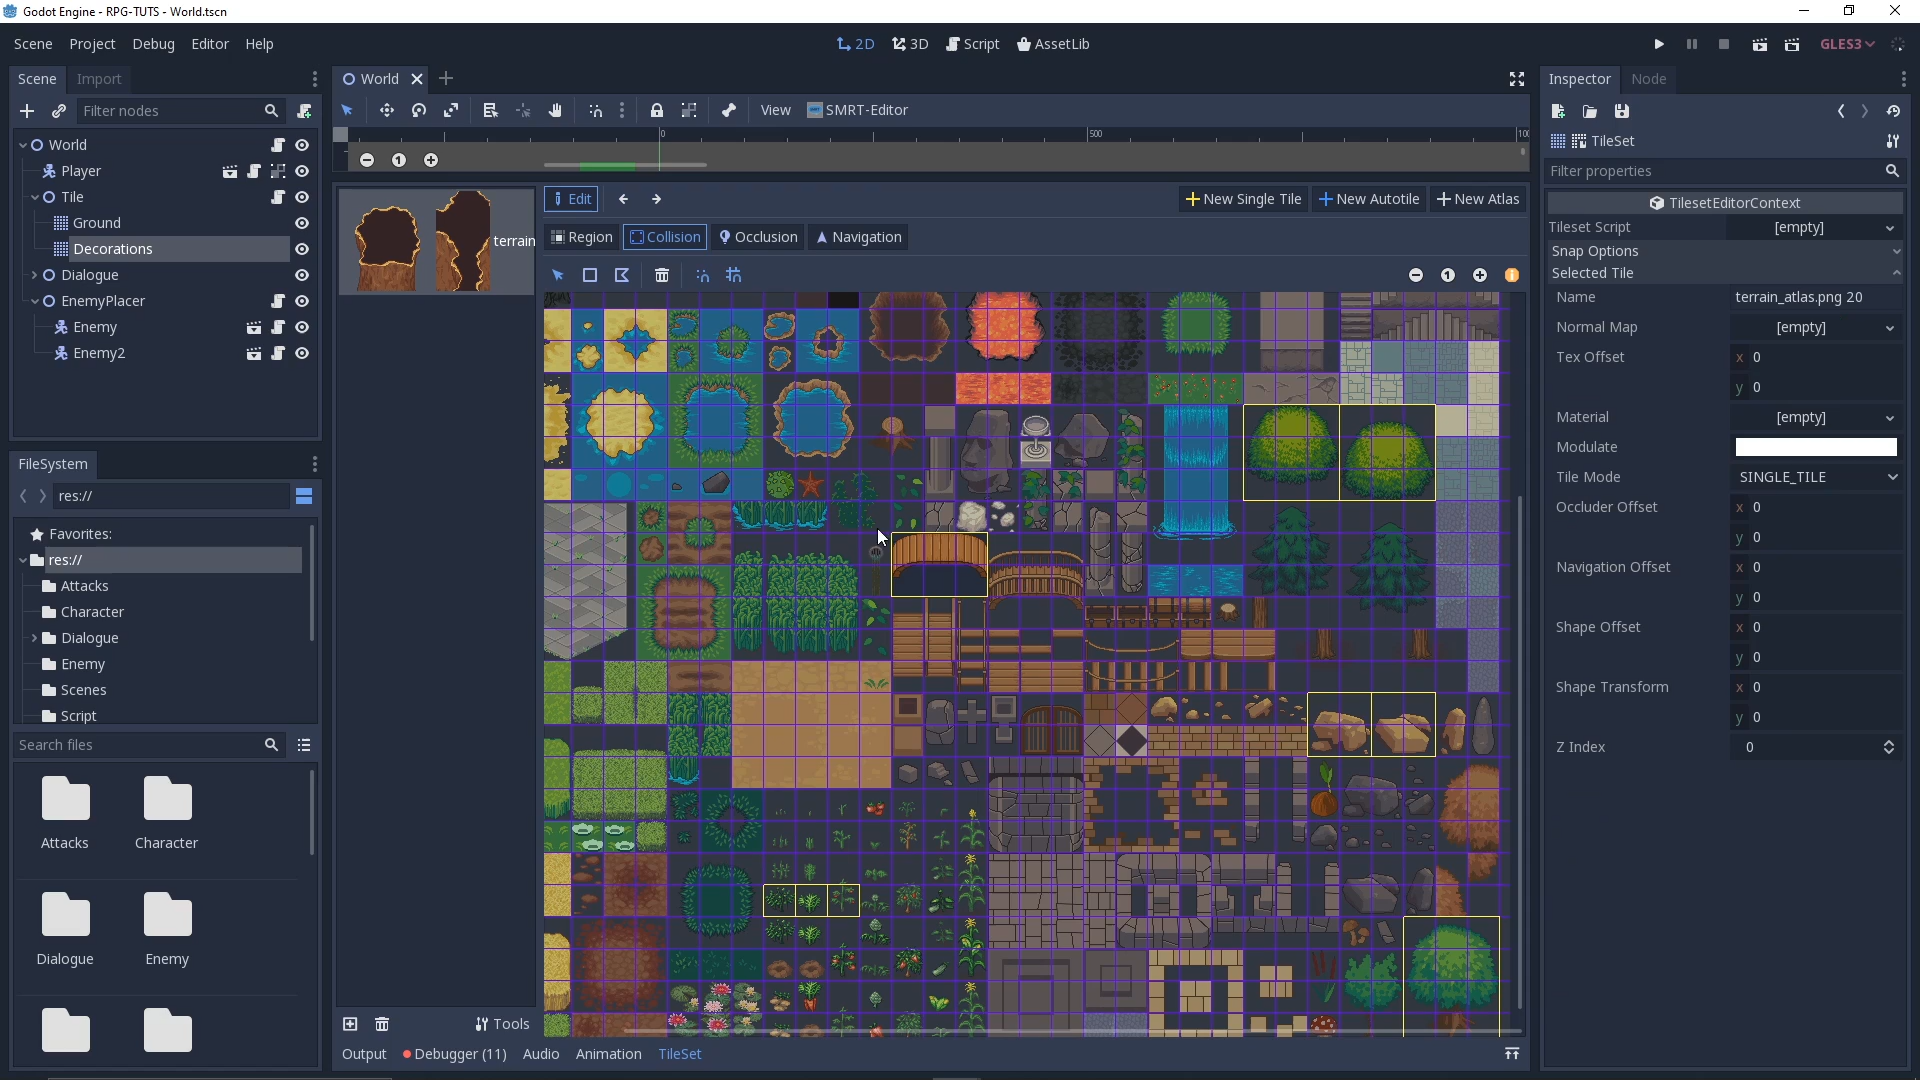 Godot Engine - RPG-TUTS - World.tscn
Scene Project Debug Editor Help
2D 3D Script AssetLib
GLES3
Scene Import
Filter nodes
World
Player
Tile
Ground
Decorations
Dialogue
EnemyPlacer
Enemy
Enemy2
FileSystem
res://
Favorites:
res://
Attacks
Character
Dialogue
Enemy
Scenes
Script
Search files
Attacks Character
Dialogue Enemy
World
View SMRT-Editor
0 500 100
1
Edit
New Single Tile New Autotile New Atlas
terrain
Region Collision Occlusion Navigation
1
Tools
Output Debugger (11) Audio Animation TileSet
Inspector Node
TileSet
Filter properties
TilesetEditorContext
Tileset Script [empty]
Snap Options
Selected Tile
Name terrain_atlas.png 20
Normal Map [empty]
Tex Offset x 0
y 0
Material [empty]
Modulate
Tile Mode SINGLE_TILE
Occluder Offset x 0
y 0
Navigation Offset x 0
y 0
Shape Offset x 0
y 0
Shape Transform x 0
y 0
Z Index 0